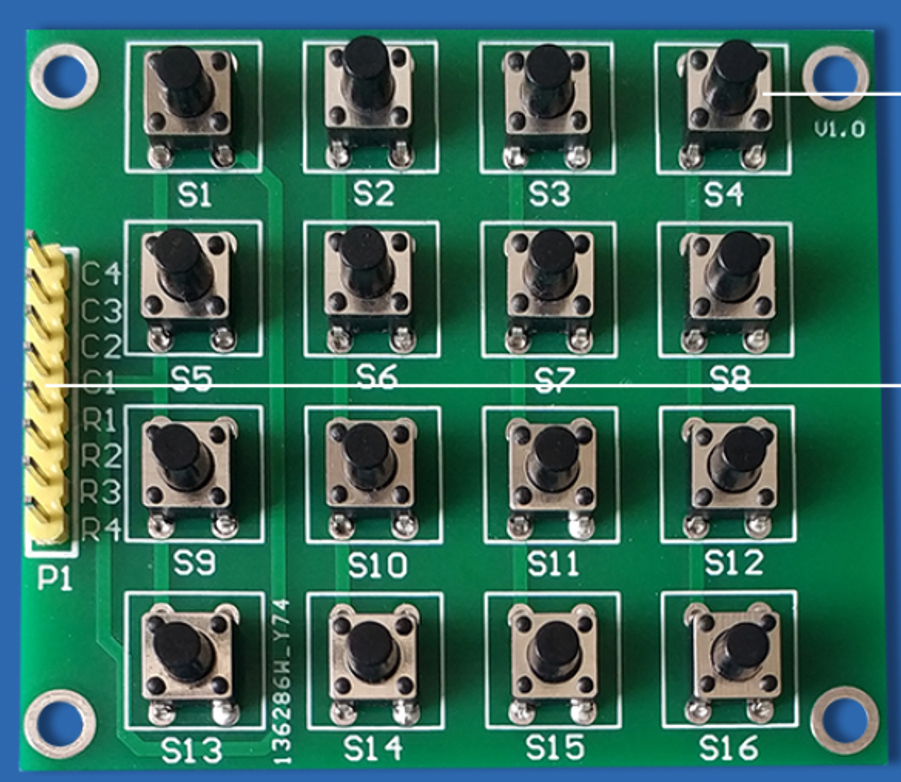 S1 S2 S3 S4
V1.0
C4
C3
C2
C1
R1
R2
R3
R4
P1
S5 S6 S7 S8
S9 S10 S11 S12
136286W_Y74
S13 S14 S15 S16